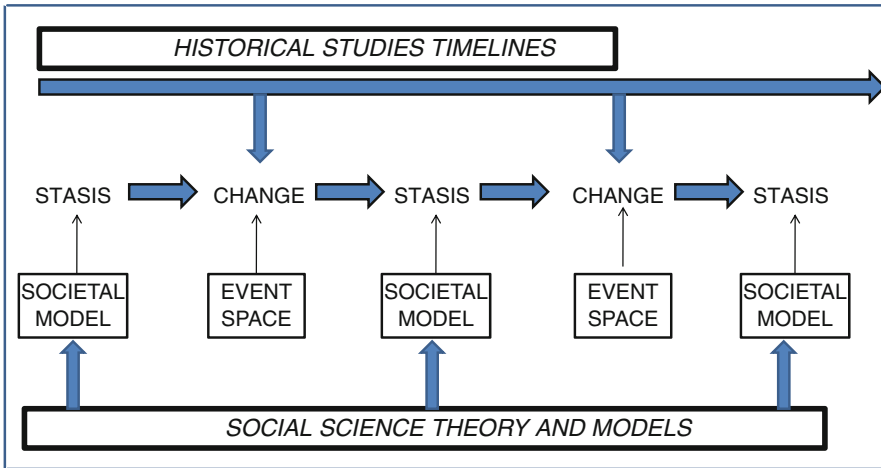 HISTORICAL STUDIES TIMELINES
STASIS CHANGE STASIS CHANGE STASIS
SOCIETAL EVENT SOCIETAL EVENT SOCIETAL
MODEL SPACE MODEL SPACE MODEL
SOCIAL SCIENCE THEORY AND MODELS